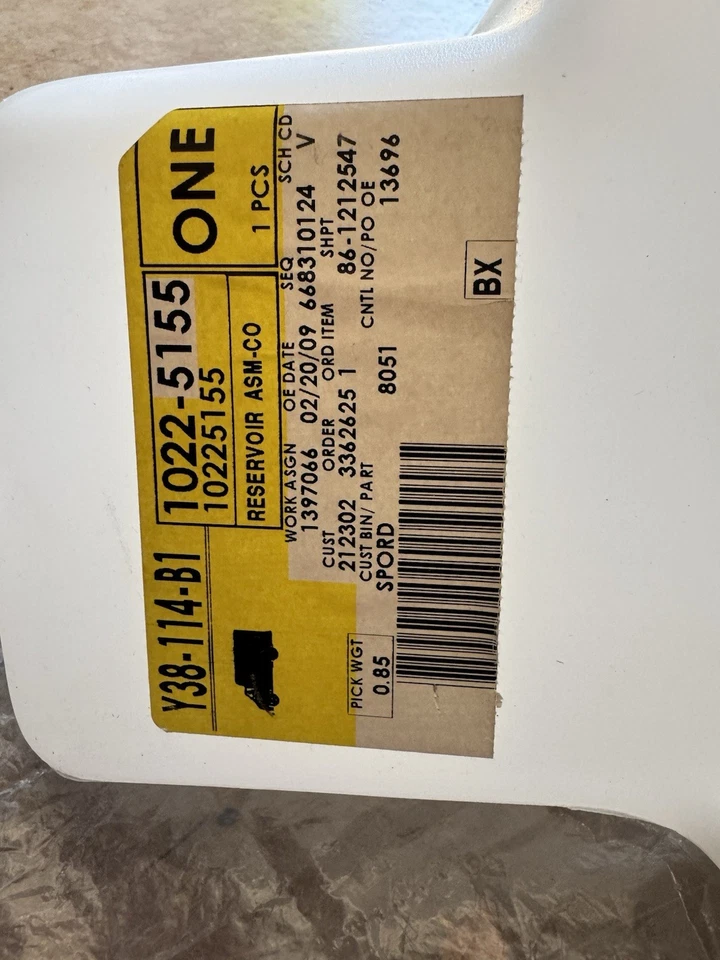 Y38-114-B1
1022-5155
10225155
RESERVOIR ASM-CO
ONE
1 PCS
WORK ASGN OE DATE SEQ SCH CD
1397066 02/20/09 668310124 V
CUST ORDER ORD ITEM SHPT
212302 3362625 1 86-1212547
CUST BIN/ PART CNTL NO/PO OE
SPORD 8051 13696
PICK WGT
0.85
BX